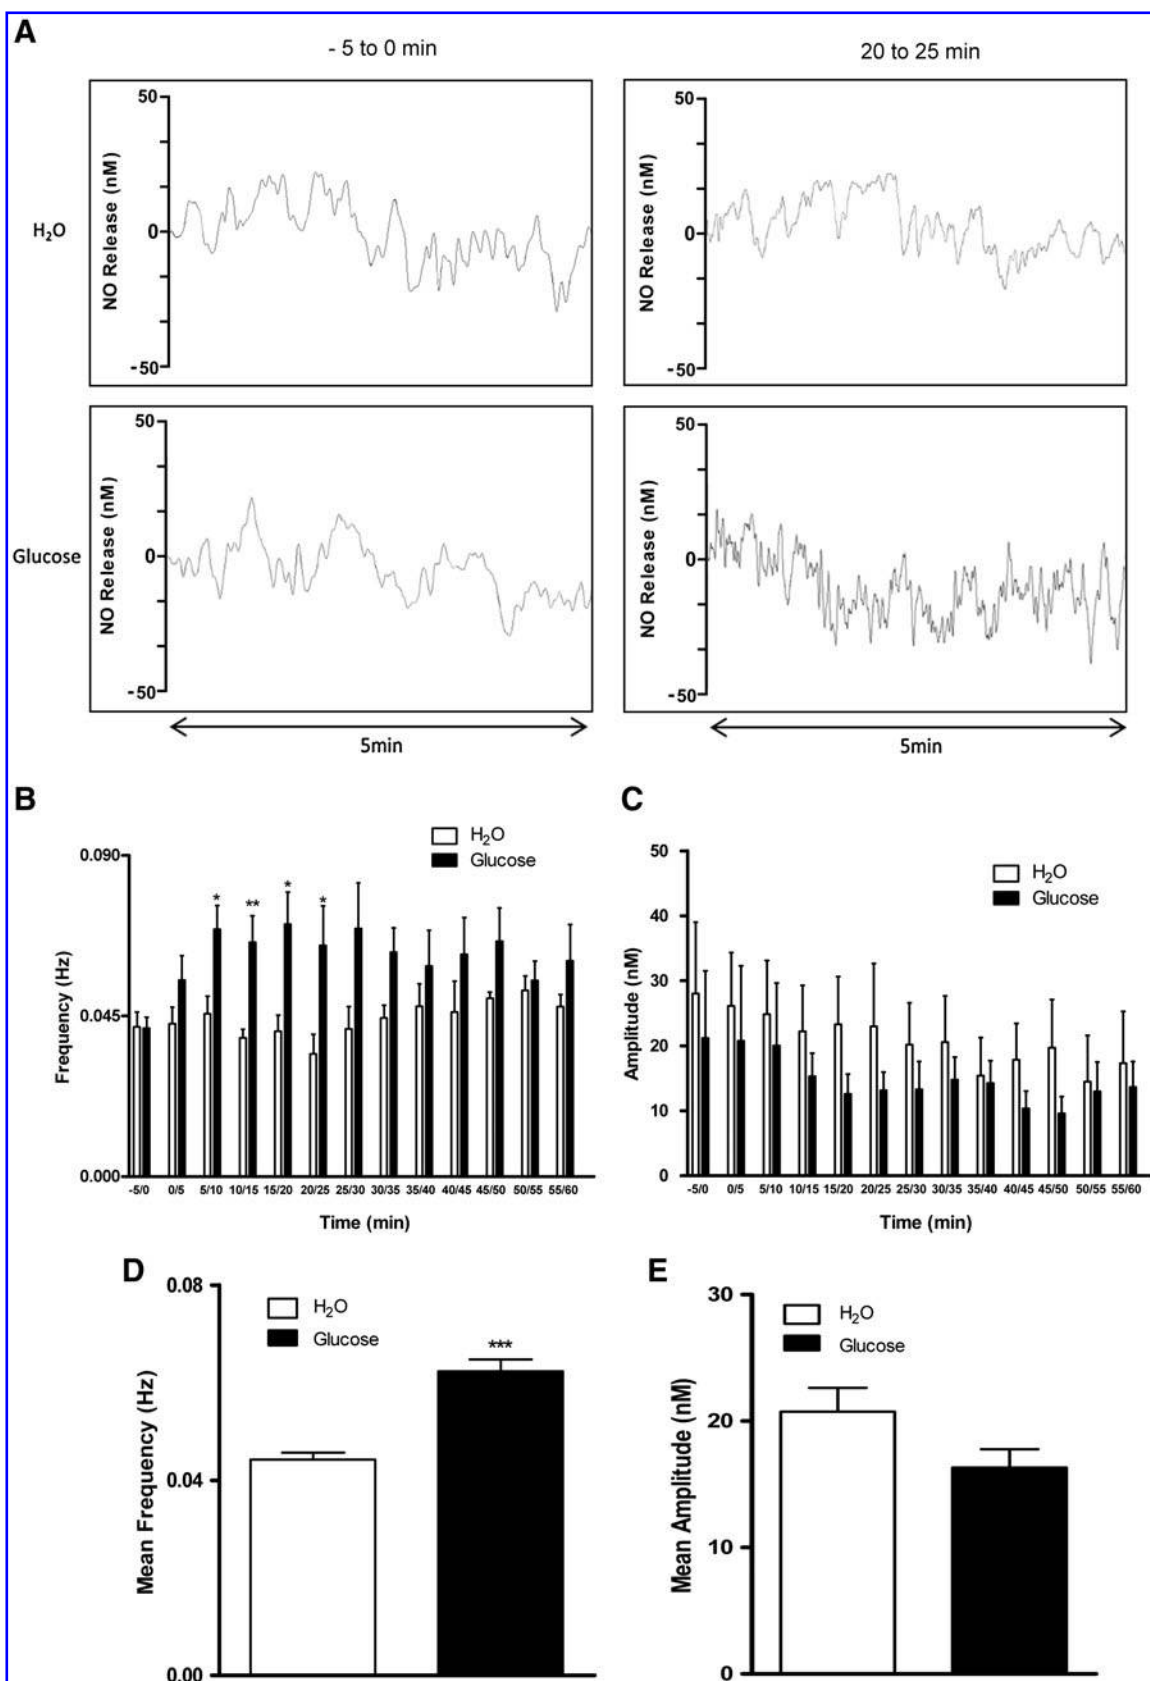 A
- 5 to 0 min
20 to 25 min
H₂O
NO Release (nM)
50
0
-50
NO Release (nM)
50
0
-50
Glucose
NO Release (nM)
50
0
-50
NO Release (nM)
50
0
-50
5min
5min
B
H₂O
Glucose
Frequency (Hz)
0.090
0.045
0.000
* ** * *
-5/0 0/5 5/10 10/15 15/20 20/25 25/30 30/35 35/40 40/45 45/50 50/55 55/60
Time (min)
C
H₂O
Glucose
Amplitude (nM)
50
40
30
20
10
0
-5/0 0/5 5/10 10/15 15/20 20/25 25/30 30/35 35/40 40/45 45/50 50/55 55/60
Time (min)
D
H₂O
Glucose
Mean Frequency (Hz)
0.08
0.04
0.00
***
E
H₂O
Glucose
Mean Amplitude (nM)
30
20
10
0